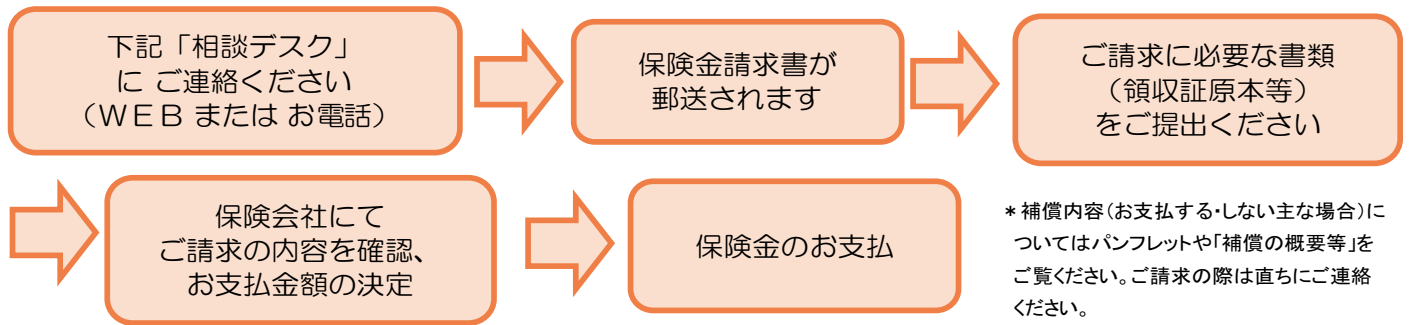 下記「相談デスク」
に ご連絡ください
（ＷＥＢ または お電話）
保険金請求書が
郵送されます
ご請求に必要な書類
（領収証原本等）
をご提出ください
保険会社にて
ご請求の内容を確認、
お支払金額の決定
保険金のお支払
＊補償内容（お支払する・しない主な場合）に
ついてはパンフレットや「補償の概要等」を
ご覧ください。ご請求の際は直ちにご連絡
ください。